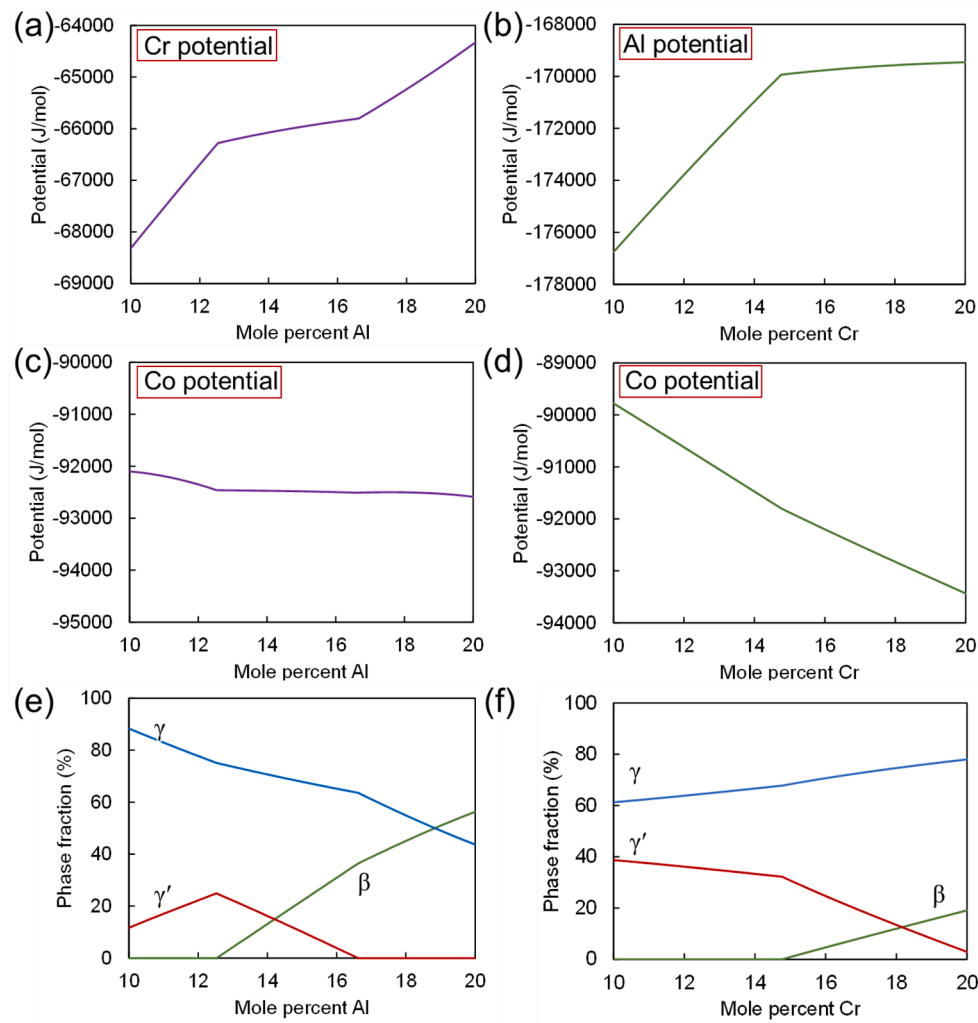 (a)
Cr potential
Potential (J/mol)
-64000
-65000
-66000
-67000
-68000
-69000
10 12 14 16 18 20
Mole percent Al
(b)
Al potential
Potential (J/mol)
-168000
-170000
-172000
-174000
-176000
-178000
10 12 14 16 18 20
Mole percent Cr
(c)
Co potential
Potential (J/mol)
-90000
-91000
-92000
-93000
-94000
-95000
10 12 14 16 18 20
Mole percent Al
(d)
Co potential
Potential (J/mol)
-89000
-90000
-91000
-92000
-93000
-94000
10 12 14 16 18 20
Mole percent Cr
(e)
Phase fraction (%)
100
80
60
40
20
0
γ
γ′
β
10 12 14 16 18 20
Mole percent Al
(f)
Phase fraction (%)
100
80
60
40
20
0
γ
γ′
β
10 12 14 16 18 20
Mole percent Cr